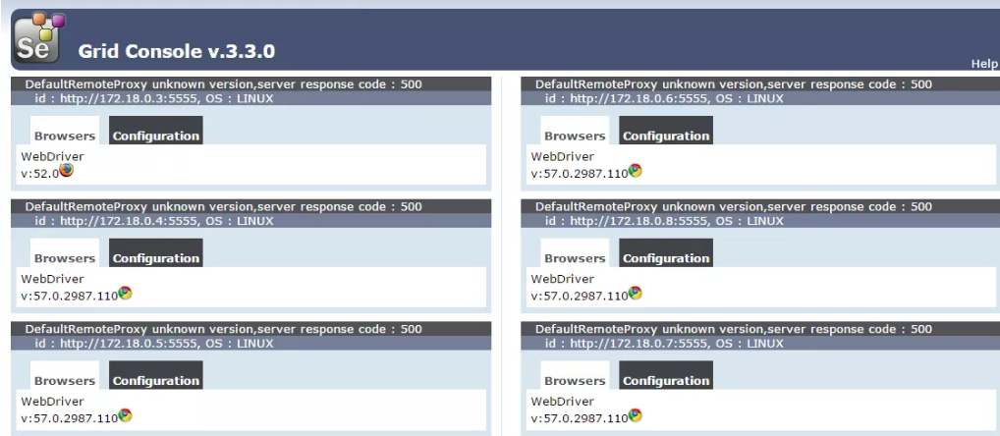 Se
Grid Console v.3.3.0
Help
DefaultRemoteProxy unknown version,server response code : 500
id : http://172.18.0.3:5555, OS : LINUX
Browsers Configuration
WebDriver
v:52.0
DefaultRemoteProxy unknown version,server response code : 500
id : http://172.18.0.4:5555, OS : LINUX
Browsers Configuration
WebDriver
v:57.0.2987.110
DefaultRemoteProxy unknown version,server response code : 500
id : http://172.18.0.5:5555, OS : LINUX
Browsers Configuration
WebDriver
v:57.0.2987.110
DefaultRemoteProxy unknown version,server response code : 500
id : http://172.18.0.6:5555, OS : LINUX
Browsers Configuration
WebDriver
v:57.0.2987.110
DefaultRemoteProxy unknown version,server response code : 500
id : http://172.18.0.8:5555, OS : LINUX
Browsers Configuration
WebDriver
v:57.0.2987.110
DefaultRemoteProxy unknown version,server response code : 500
id : http://172.18.0.7:5555, OS : LINUX
Browsers Configuration
WebDriver
v:57.0.2987.110